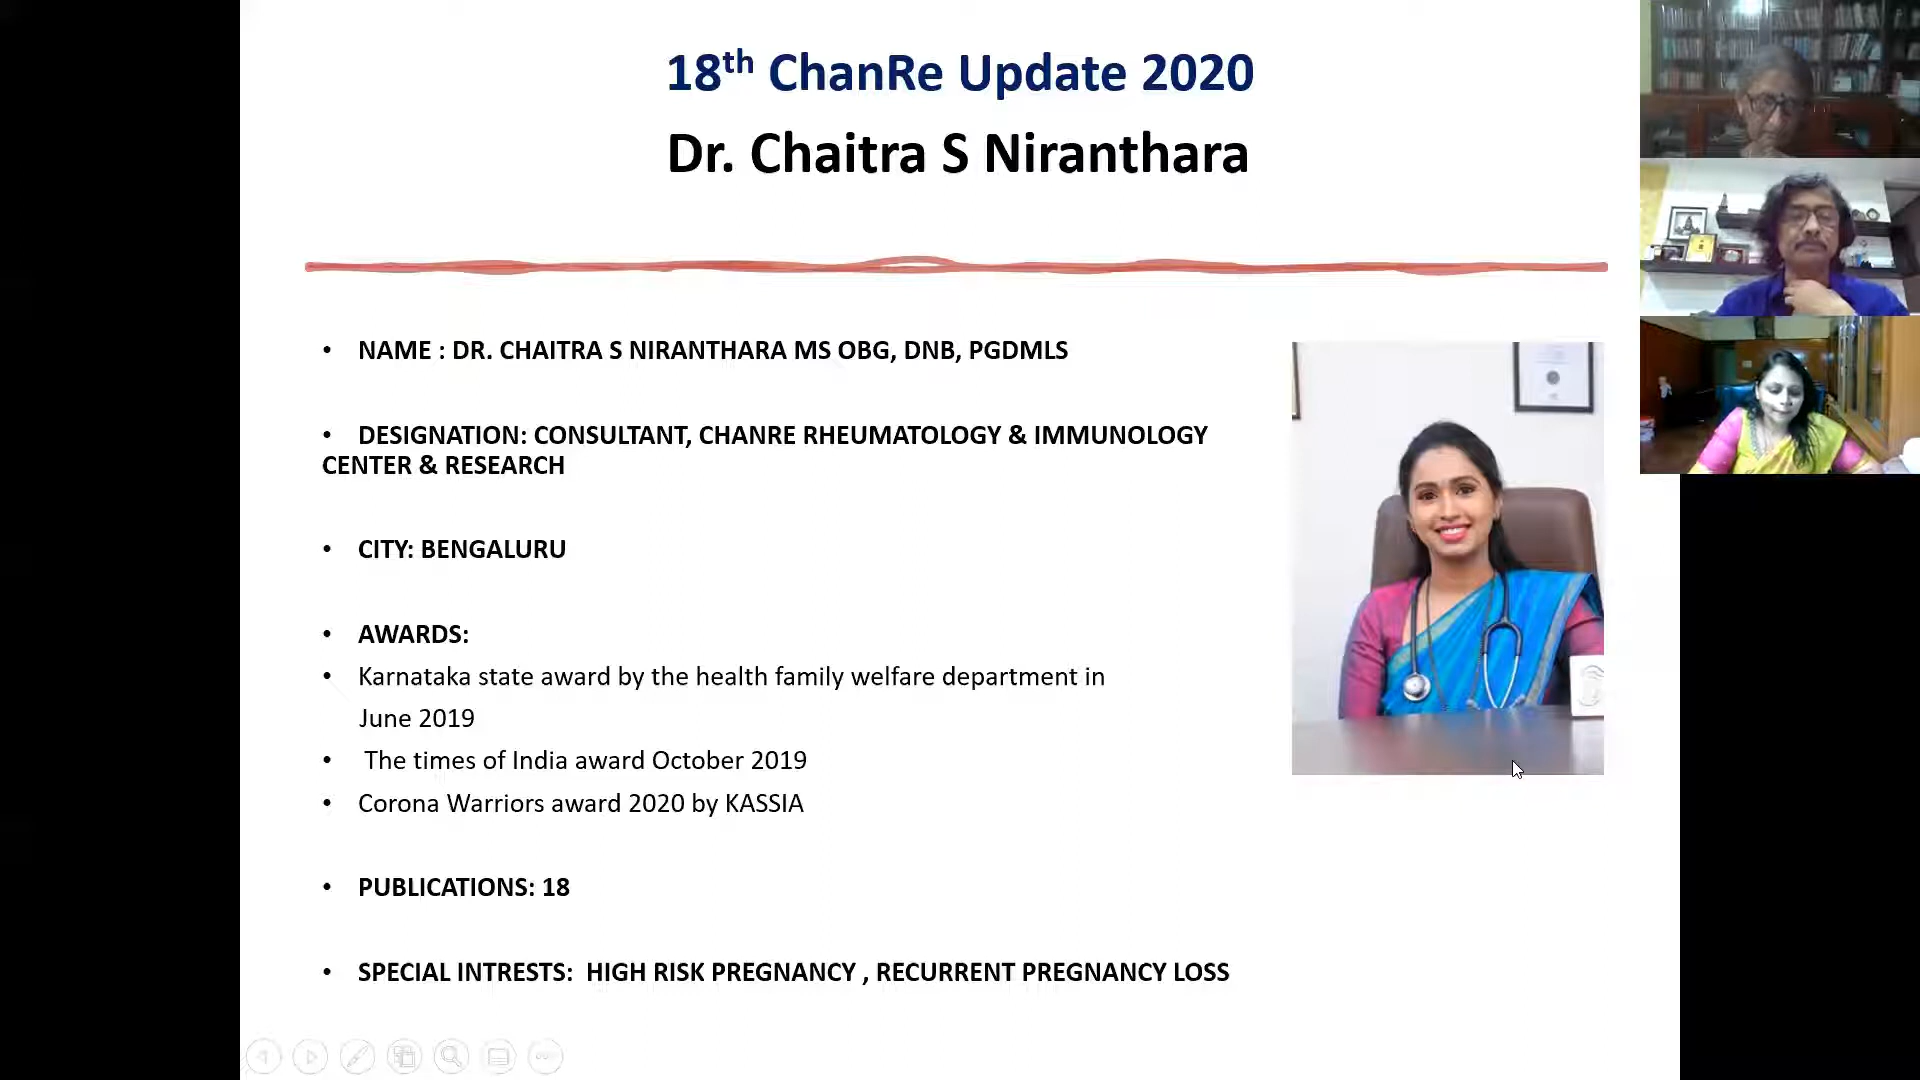 18th ChanRe Update 2020
Dr. Chaitra S Niranthara
• NAME : DR. CHAITRA S NIRANTHARA MS OBG, DNB, PGDMLS
• DESIGNATION: CONSULTANT, CHANRE RHEUMATOLOGY & IMMUNOLOGY
CENTER & RESEARCH
• CITY: BENGALURU
• AWARDS:
• Karnataka state award by the health family welfare department in
June 2019
• The times of India award October 2019
• Corona Warriors award 2020 by KASSIA
• PUBLICATIONS: 18
• SPECIAL INTRESTS: HIGH RISK PREGNANCY , RECURRENT PREGNANCY LOSS